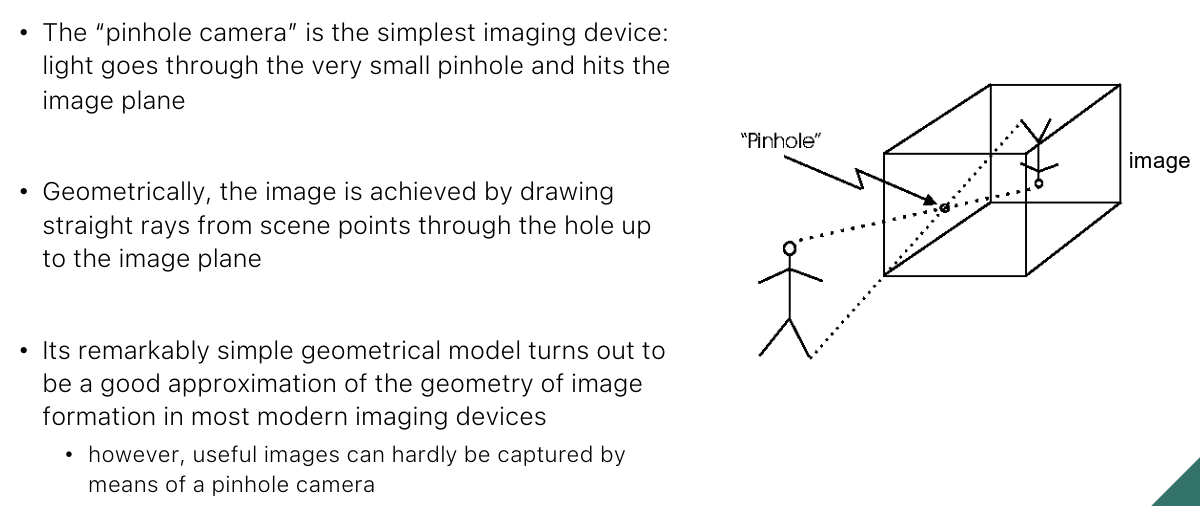 • The “pinhole camera” is the simplest imaging device:
light goes through the very small pinhole and hits the
image plane
• Geometrically, the image is achieved by drawing
straight rays from scene points through the hole up
to the image plane
• Its remarkably simple geometrical model turns out to
be a good approximation of the geometry of image
formation in most modern imaging devices
• however, useful images can hardly be captured by
means of a pinhole camera
“Pinhole”
image